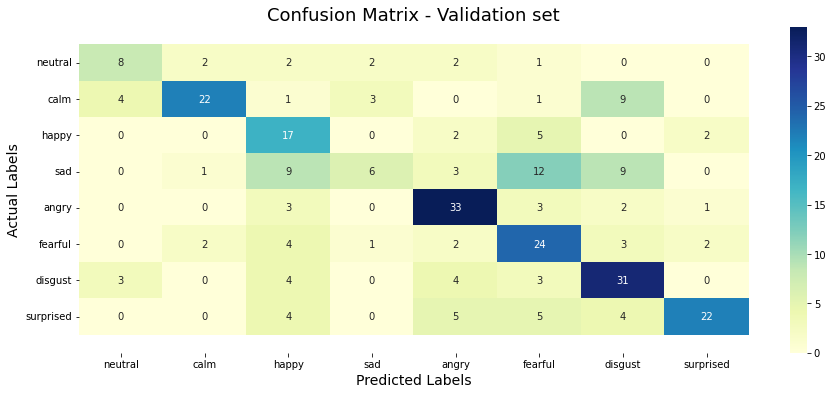 Confusion Matrix - Validation set
Actual Labels
neutral 8 2 2 2 2 1 0 0
calm 4 22 1 3 0 1 9 0
happy 0 0 17 0 2 5 0 2
sad 0 1 9 6 3 12 9 0
angry 0 0 3 0 33 3 2 1
fearful 0 2 4 1 2 24 3 2
disgust 3 0 4 0 4 3 31 0
surprised 0 0 4 0 5 5 4 22
neutral calm happy sad angry fearful disgust surprised
Predicted Labels
30
25
20
15
10
5
0